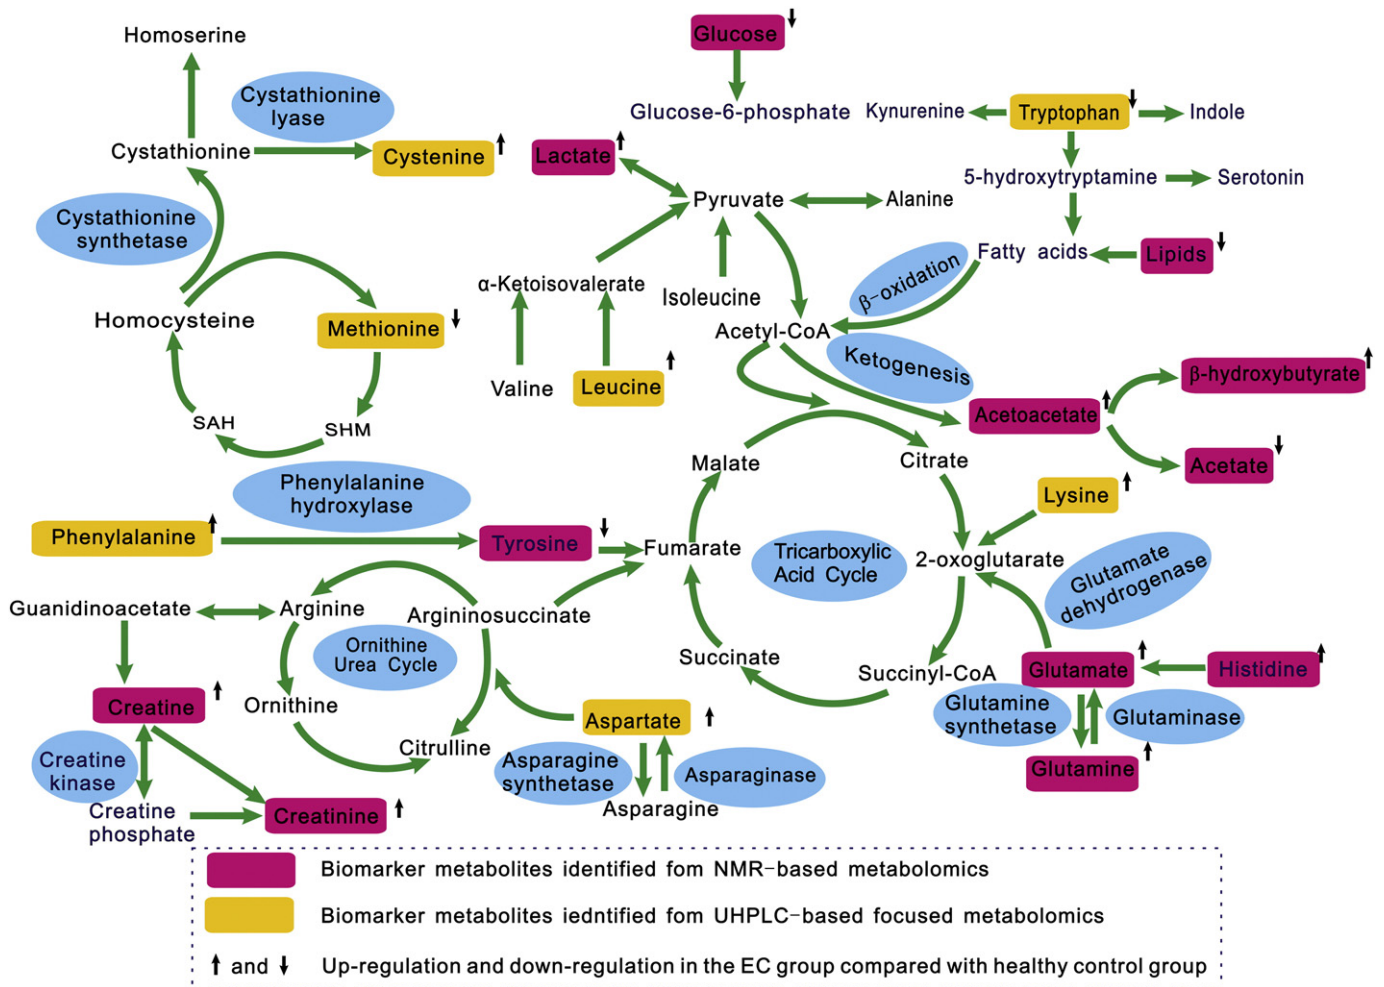 Homoserine
Glucose
Cystathionine
lyase
Glucose-6-phosphate
Kynurenine
Tryptophan
Indole
Cystathionine
Cystenine
Lactate
5-hydroxytryptamine
Serotonin
Pyruvate
Alanine
Cystathionine
synthetase
Fatty acids
Lipids
β-oxidation
α-Ketoisovalerate
Isoleucine
Homocysteine
Methionine
Acetyl-CoA
Ketogenesis
Valine
Leucine
β-hydroxybutyrate
Acetoacetate
SAH
SHM
Malate
Citrate
Acetate
Phenylalanine
hydroxylase
Lysine
Phenylalanine
Tyrosine
Fumarate
Tricarboxylic
Acid Cycle
2-oxoglutarate
Glutamate
dehydrogenase
Guanidinoacetate
Arginine
Argininosuccinate
Ornithine
Urea Cycle
Succinate
Succinyl-CoA
Glutamate
Histidine
Creatine
Ornithine
Aspartate
Glutamine
synthetase
Glutaminase
Citrulline
Creatine
kinase
Asparagine
synthetase
Asparaginase
Glutamine
Creatine
phosphate
Creatinine
Asparagine
Biomarker metabolites identified fom NMR-based metabolomics
Biomarker metabolites iedntified fom UHPLC-based focused metabolomics
↑ and ↓ Up-regulation and down-regulation in the EC group compared with healthy control group